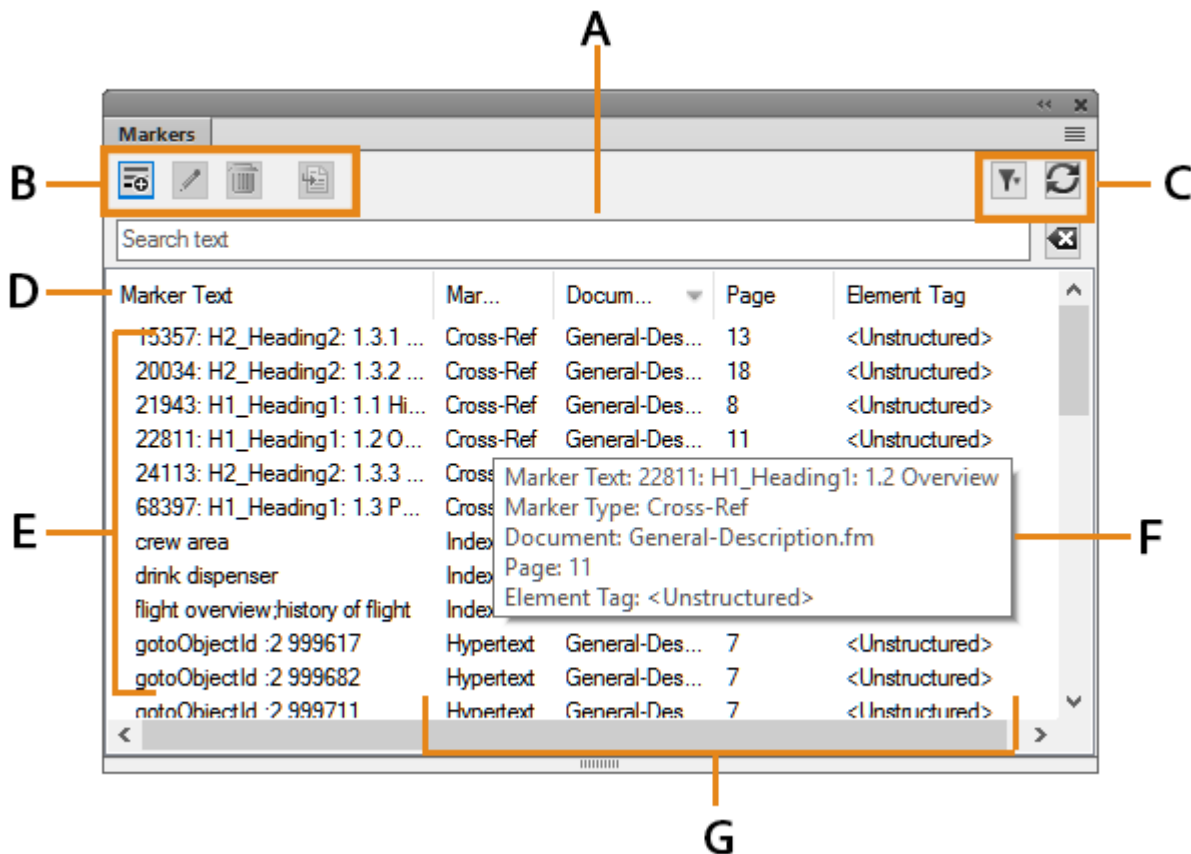 A
Markers
B
C
Search text
D
Marker Text Mar... Docum... Page Element Tag
15357: H2_Heading2: 1.3.1 ... Cross-Ref General-Des... 13 <Unstructured>
20034: H2_Heading2: 1.3.2 ... Cross-Ref General-Des... 18 <Unstructured>
21943: H1_Heading1: 1.1 Hi... Cross-Ref General-Des... 8 <Unstructured>
22811: H1_Heading1: 1.2 O... Cross-Ref General-Des... 11 <Unstructured>
24113: H2_Heading2: 1.3.3 ... Cross
68397: H1_Heading1: 1.3 P... Cross
crew area Index
drink dispenser Index
flight overview;history of flight Index
Marker Text: 22811: H1_Heading1: 1.2 Overview
Marker Type: Cross-Ref
Document: General-Description.fm
Page: 11
Element Tag: <Unstructured>
E
F
gotoObjectId :2 999617 Hypertext General-Des... 7 <Unstructured>
gotoObjectId :2 999682 Hypertext General-Des... 7 <Unstructured>
gotoObjectId :2 999711 Hypertext General-Des 7 <Unstructured>
G